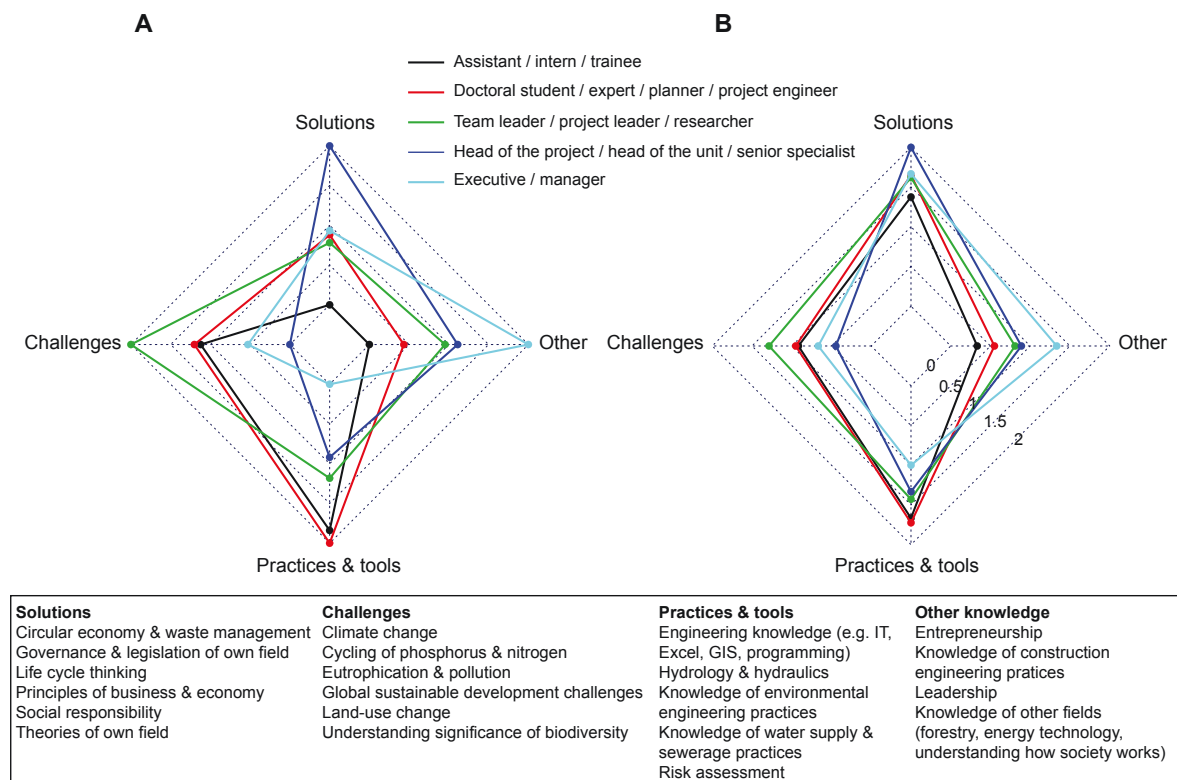 A
B
Assistant / intern / trainee
Doctoral student / expert / planner / project engineer
Team leader / project leader / researcher
Head of the project / head of the unit / senior specialist
Executive / manager
Solutions
Challenges
Other
Practices & tools
Solutions
Challenges
Other
0
0.5
1
1.5
2
Practices & tools
Solutions
Circular economy & waste management
Governance & legislation of own field
Life cycle thinking
Principles of business & economy
Social responsibility
Theories of own field
Challenges
Climate change
Cycling of phosphorus & nitrogen
Eutrophication & pollution
Global sustainable development challenges
Land-use change
Understanding significance of biodiversity
Practices & tools
Engineering knowledge (e.g. IT,
Excel, GIS, programming)
Hydrology & hydraulics
Knowledge of environmental
engineering practices
Knowledge of water supply &
sewerage practices
Risk assessment
Other knowledge
Entrepreneurship
Knowledge of construction
engineering pratices
Leadership
Knowledge of other fields
(forestry, energy technology,
understanding how society works)